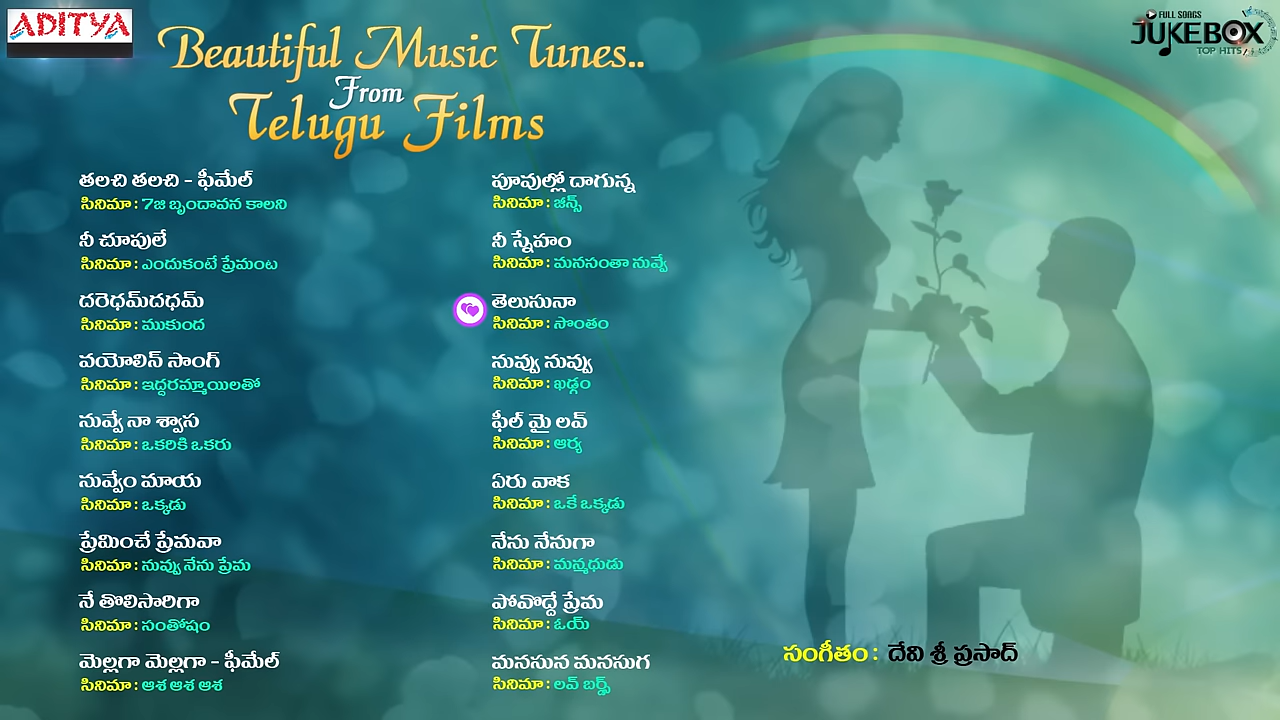 ADITYA
FULL SONGS
JUKEBOX
TOP HITS
Beautiful Music Tunes..
From
Telugu Films
తలచి తలచి - ఫీమేల్
సినిమా : 7జి బృందావన కాలని
నీ చూపులే
సినిమా : ఎందుకంటే ప్రేమంట
దరెధమ్‌దధమ్
సినిమా : ముకుంద
వయోలిన్ సాంగ్
సినిమా : ఇద్దరమ్మాయిలతో
నువ్వే నా శ్వాస
సినిమా : ఒకరికి ఒకరు
నువ్వేం మాయ
సినిమా : ఒక్కడు
ప్రేమించే ప్రేమవా
సినిమా : నువ్వు నేను ప్రేమ
నే తొలిసారిగా
సినిమా : సంతోషం
మెల్లగా మెల్లగా - ఫీమేల్
సినిమా : ఆశ ఆశ ఆశ
పూవుల్లో దాగున్న
సినిమా : జీన్స్
నీ స్నేహం
సినిమా : మనసంతా నువ్వే
తెలుసునా
సినిమా : సొంతం
నువ్వు నువ్వు
సినిమా : ఖడ్గం
ఫీల్ మై లవ్
సినిమా : ఆర్య
ఏరు వాక
సినిమా : ఒకే ఒక్కడు
నేను నేనుగా
సినిమా : మన్మధుడు
పోవొద్దే ప్రేమ
సినిమా : ఓయ్
మనసున మనసుగ
సినిమా : లవ్ బర్డ్స్
సంగీతం : దేవి శ్రీ ప్రసాద్